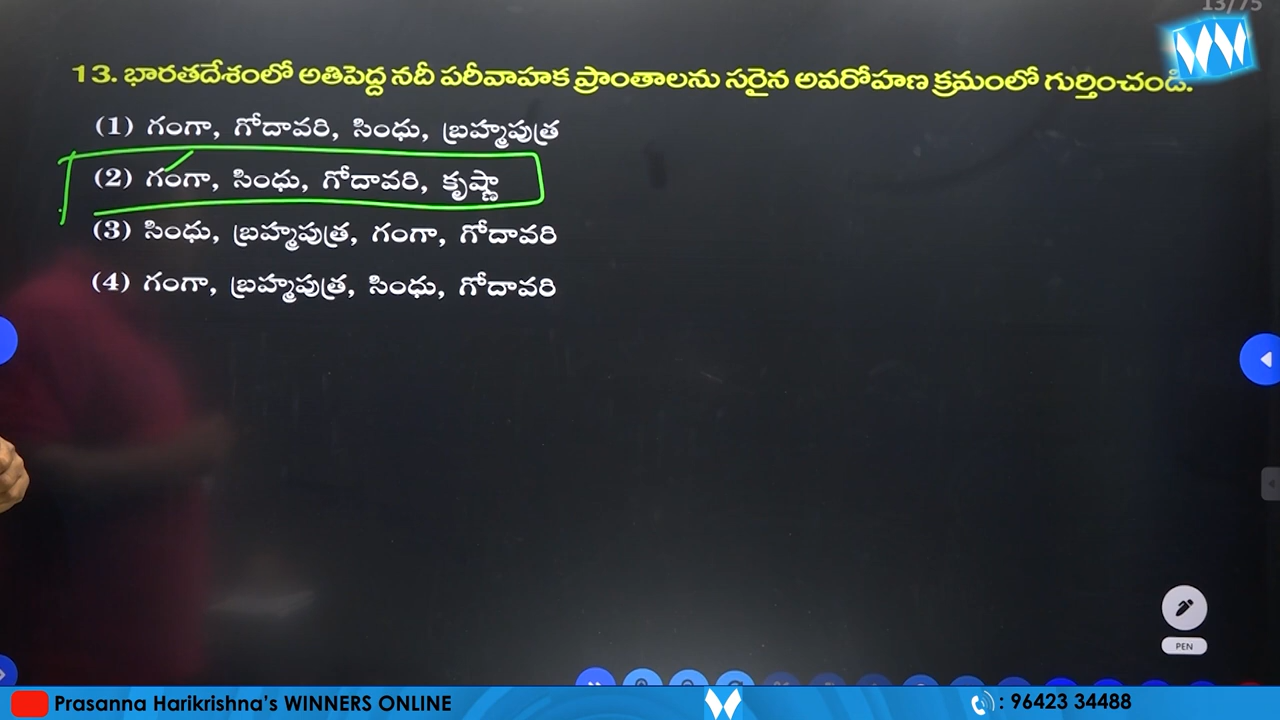 13/75
13. భారతదేశంలో అతిపెద్ద నదీ పరీవాహక ప్రాంతాలను సరైన అవరోహణ క్రమంలో గుర్తించండి.
(1) గంగా, గోదావరి, సింధు, బ్రహ్మపుత్ర
(2) గంగా, సింధు, గోదావరి, కృష్ణా
(3) సింధు, బ్రహ్మపుత్ర, గంగా, గోదావరి
(4) గంగా, బ్రహ్మపుత్ర, సింధు, గోదావరి
PEN
Prasanna Harikrishna's WINNERS ONLINE : 96423 34488